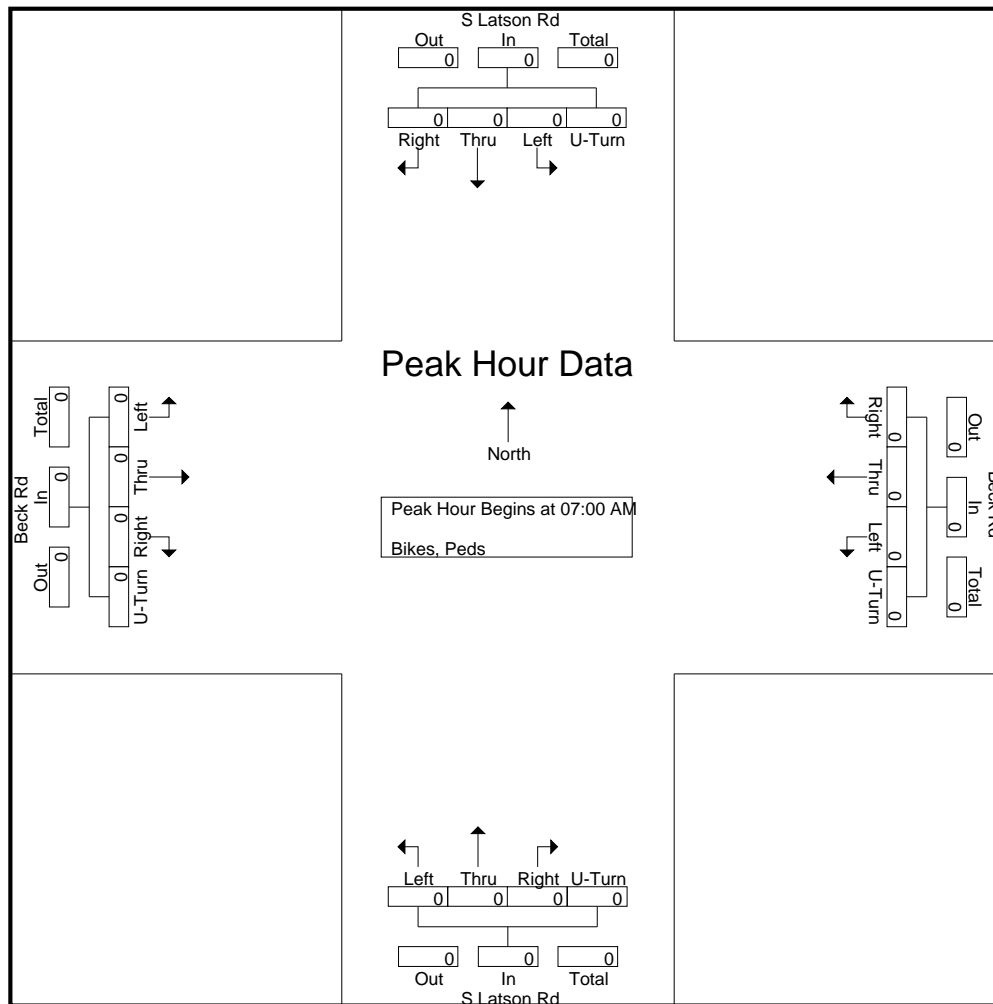 S Latson Rd
Out In Total
0 0 0
0 0 0 0
Right Thru Left U-Turn
Peak Hour Data
North
Peak Hour Begins at 07:00 AM
Bikes, Peds
Beck Rd
Out In Total
0 0 0
0 0 0 0
U-Turn Right Thru Left
Beck Rd
Out In Total
0 0 0
0 0 0 0
Right Thru Left U-Turn
Left Thru Right U-Turn
0 0 0 0
0 0 0
Out In Total
S Latson Rd